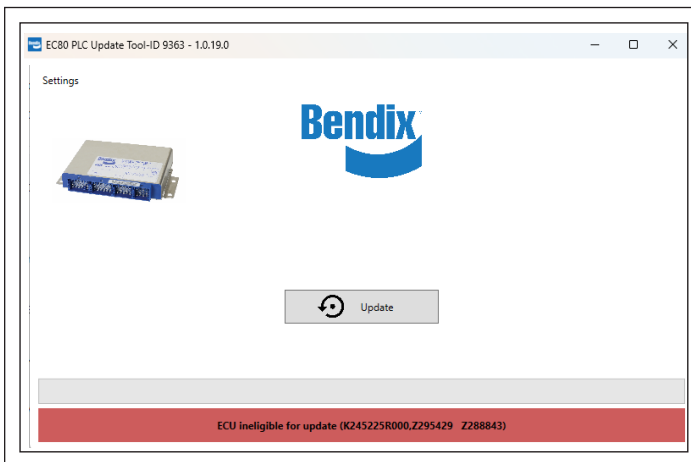 EC80 PLC Update Tool-ID 9363 - 1.0.19.0
Settings
Bendix
Update
ECU ineligible for update (K245225R000,Z295429 Z288843)